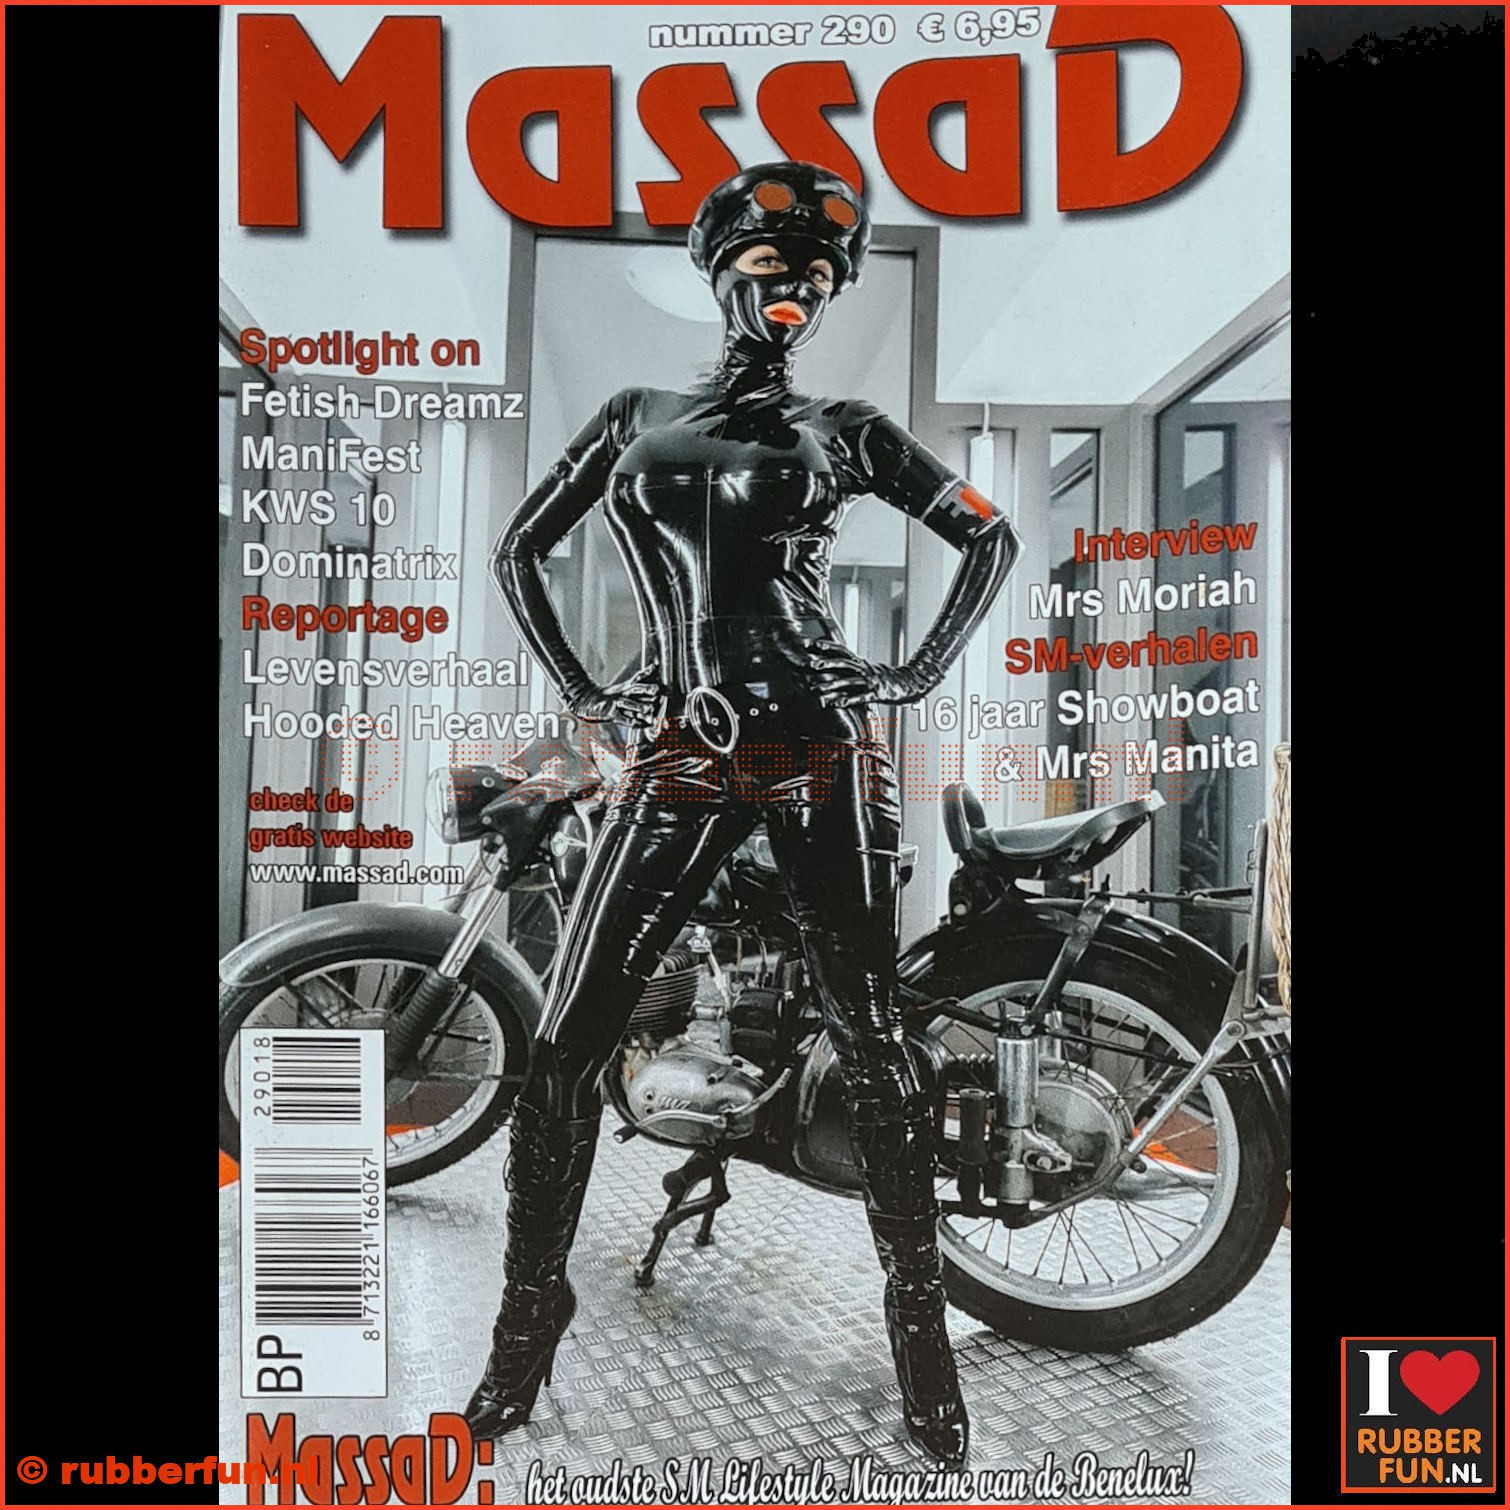 nummer 290 € 6,95
MassaD
Spotlight on
Fetish Dreamz
ManiFest
KWS 10
Dominatrix
Reportage
Levensverhaal
Hooded Heaven
check de
gratis website
www.massad.com
Interview
Mrs Moriah
SM-verhalen
16 jaar Showboat
& Mrs Manita
© rubberfun.nl
29018
8 713221 166067
BP
MassaD:
het oudste SM Lifestyle Magazine van de Benelux!
© rubberfun.nl
I
RUBBER
FUN.NL